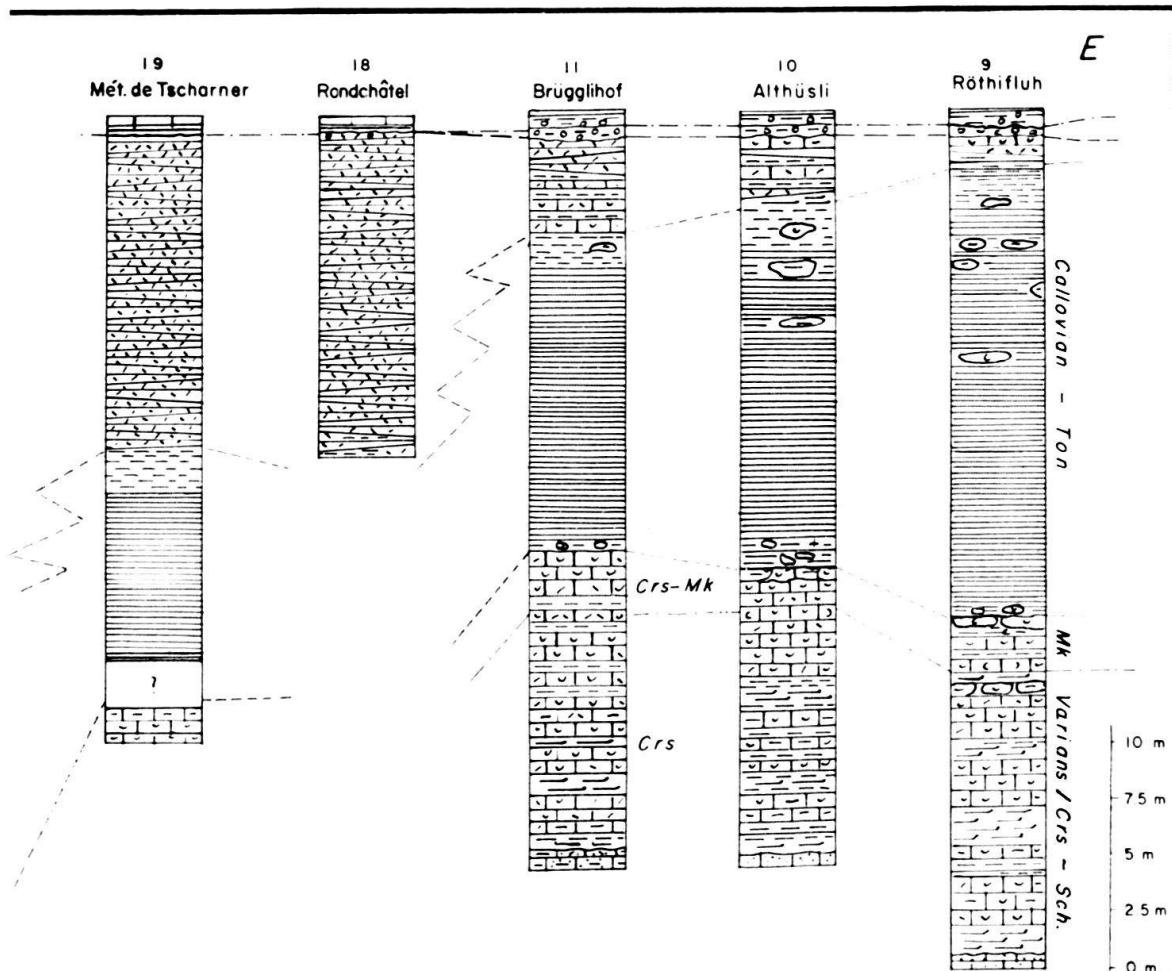 E
19
Mét. de Tscharner
18
Rondchâtel
11
Brügglihof
10
Althüsli
9
Röthifluh
Callovian - Ton
Crs-Mk
Mk
?
Crs
Varians / Crs ~ Sch.
10 m
7.5 m
5 m
2.5 m
0 m